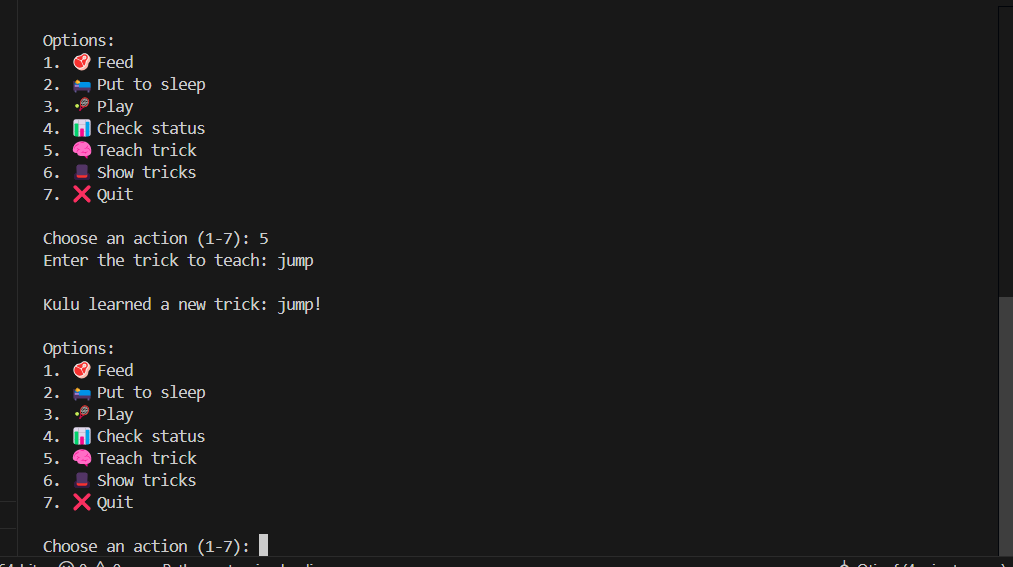 Options:
1. 🥩 Feed
2. 🛌 Put to sleep
3. 🎾 Play
4. 📊 Check status
5. 🧠 Teach trick
6. 🎩 Show tricks
7. ❌ Quit
Choose an action (1-7): 5
Enter the trick to teach: jump
Kulu learned a new trick: jump!
Options:
1. 🥩 Feed
2. 🛌 Put to sleep
3. 🎾 Play
4. 📊 Check status
5. 🧠 Teach trick
6. 🎩 Show tricks
7. ❌ Quit
Choose an action (1-7):